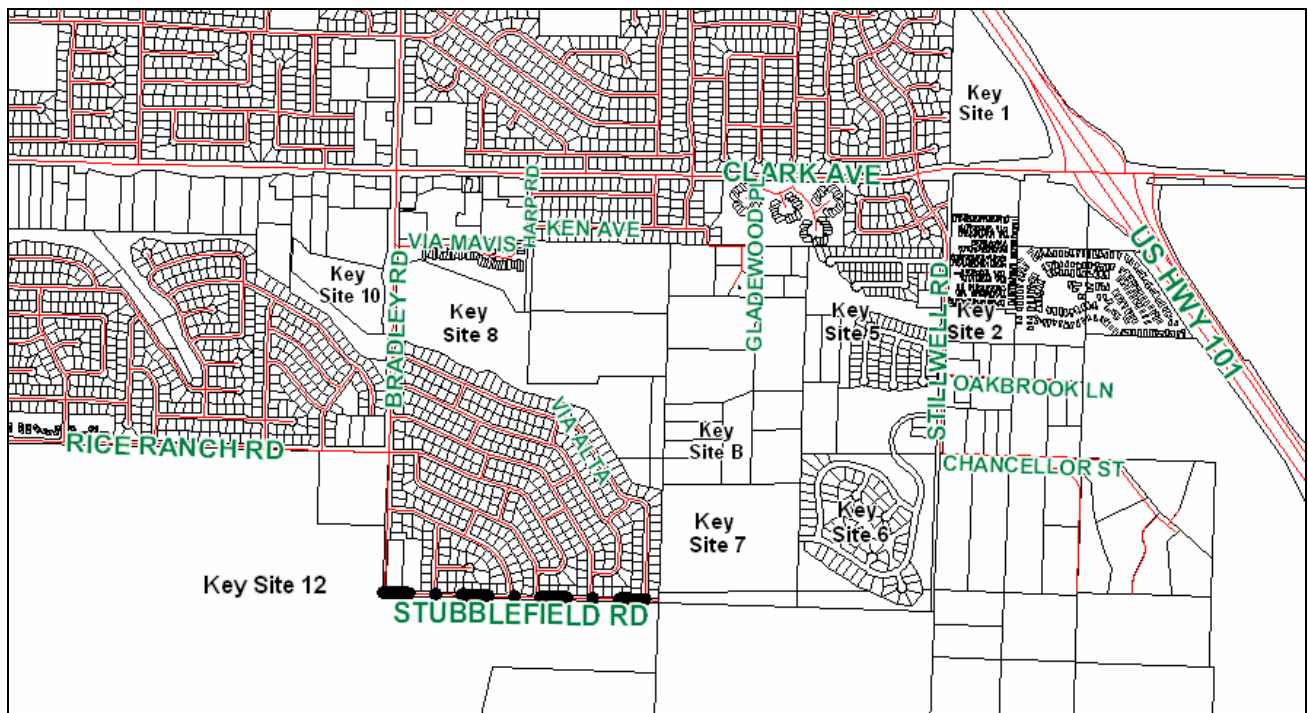 Key
Site 1
CLARK AVE
HARP RD
GLADEWOOD PL
KEN AVE
VIA MAVIS
US HWY 101
Key
Site 10
BRADLEY RD
Key
Site 8
Key
Site 5
STILLWELL RD
Key
Site 2
OAKBROOK LN
VIA ALTA
Key
Site B
RICE RANCH RD
CHANCELLOR ST
Key
Site 7
Key
Site 6
Key Site 12
STUBBLEFIELD RD